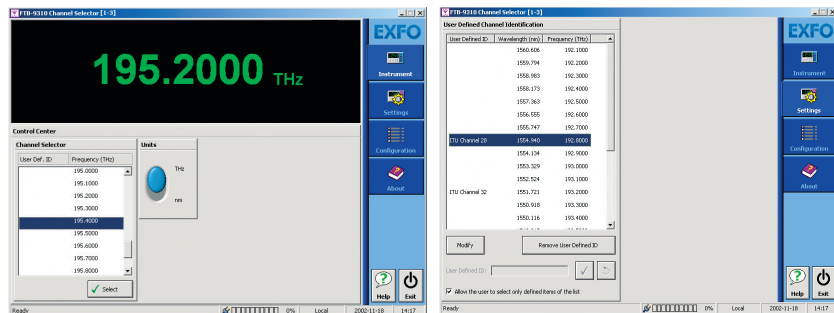 FTB-9310 Channel Selector [1-3]
195.2000 THz
Control Center
Channel Selector
User Def. ID Frequency (THz)
195.0000
195.1000
195.2000
195.3000
195.4000
195.5000
195.6000
195.7000
195.8000
Select
Units
THz
nm
EXFO
Instrument
Settings
Configuration
About
Help Exit
Ready 0% Local 2002-11-18 14:17
FTB-9310 Channel Selector [1-3]
User Defined Channel Identification
User Defined ID Wavelength (nm) Frequency (THz)
1560.606 192.1000
1559.794 192.2000
1558.983 192.3000
1558.173 192.4000
1557.363 192.5000
1556.555 192.6000
1555.747 192.7000
ITU Channel 28 1554.940 192.8000
1554.134 192.9000
1553.329 193.0000
1552.524 193.1000
ITU Channel 32 1551.721 193.2000
1550.918 193.3000
1550.116 193.4000
Modify Remove User Defined ID
User Defined ID:
Allow the user to select only defined items of the list
EXFO
Instrument
Settings
Configuration
About
Help Exit
Ready 0% Local 2002-11-18 14:17